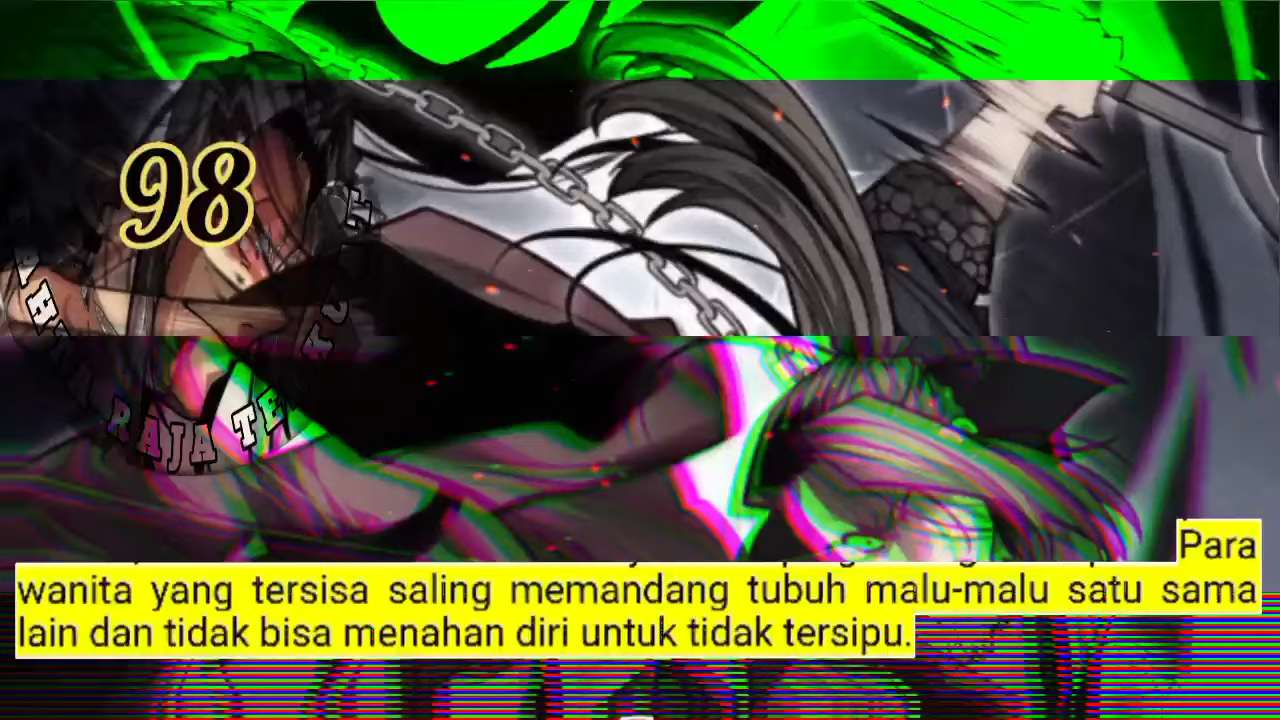 98
RAJA
Para
wanita yang tersisa saling memandang tubuh malu-malu satu sama
lain dan tidak bisa menahan diri untuk tidak tersipu.